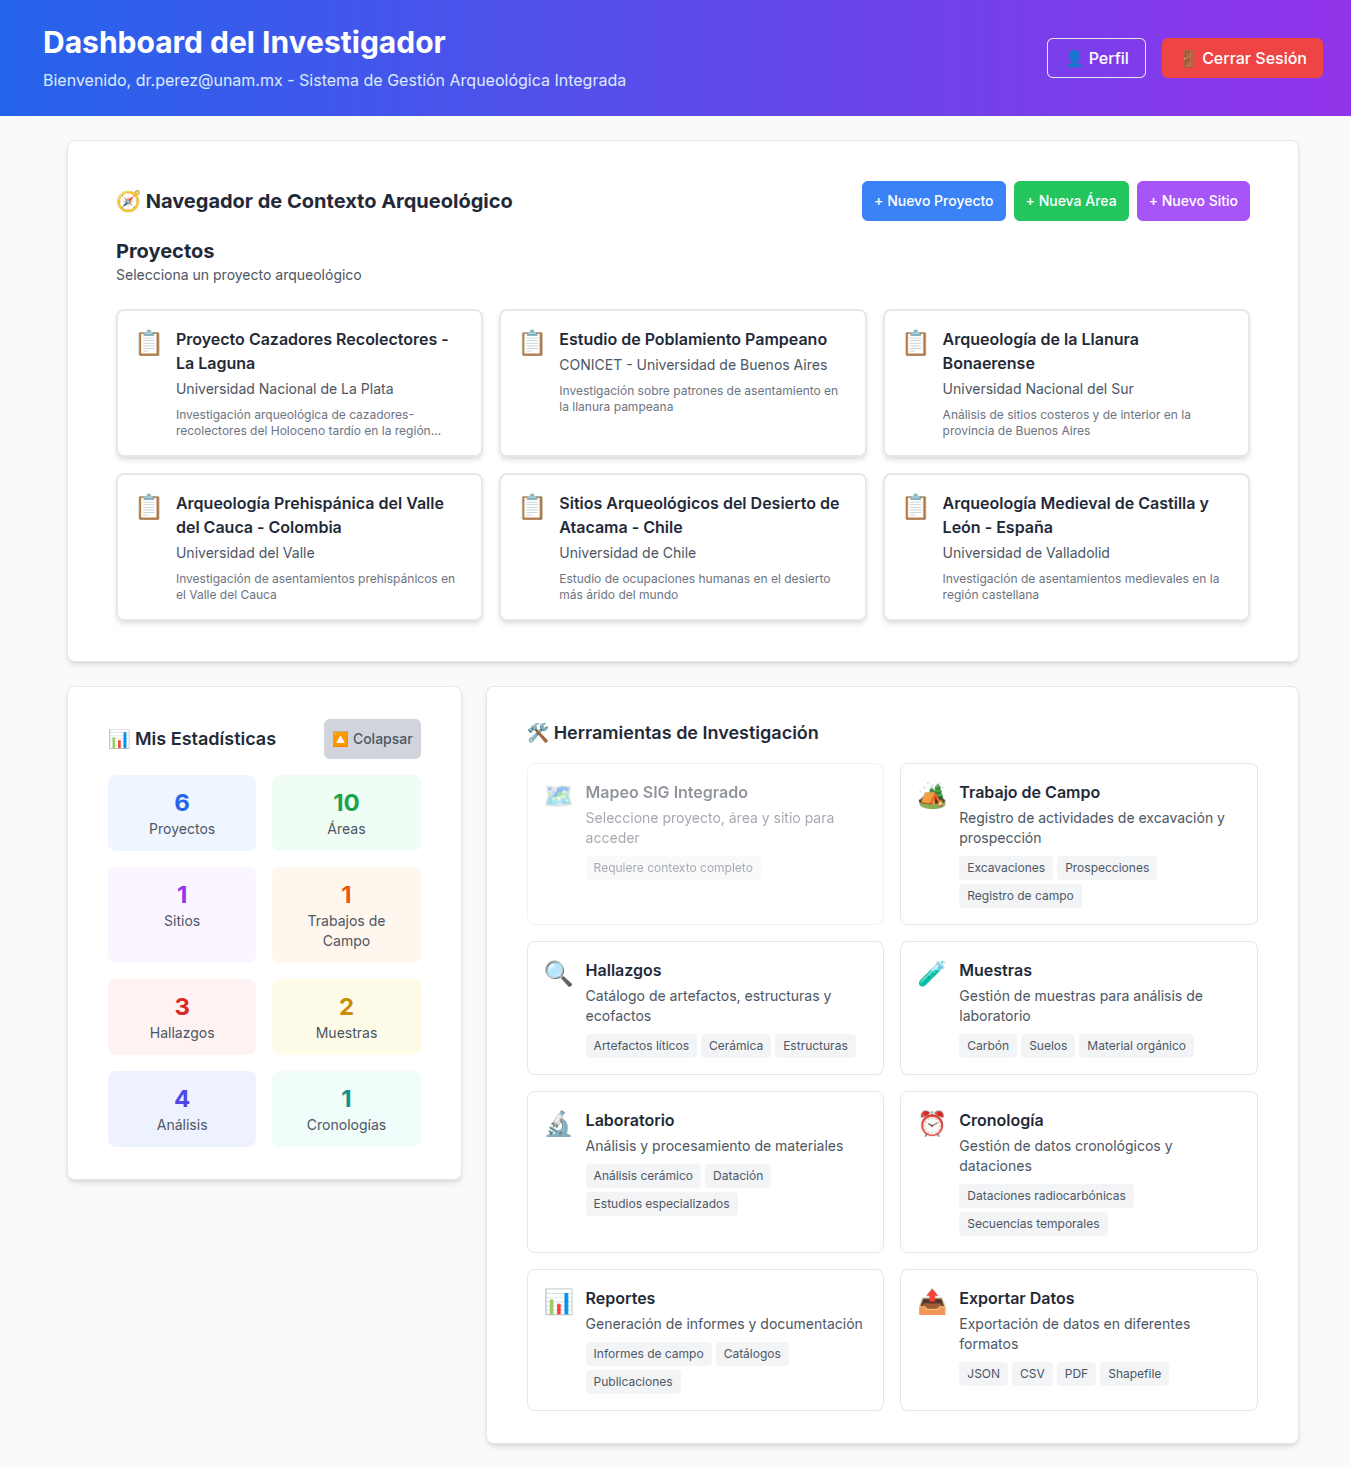 Dashboard del Investigador
Bienvenido, dr.perez@unam.mx - Sistema de Gestión Arqueológica Integrada
Perfil
Cerrar Sesión
Navegador de Contexto Arqueológico
+ Nuevo Proyecto
+ Nueva Área
+ Nuevo Sitio
Proyectos
Selecciona un proyecto arqueológico
Proyecto Cazadores Recolectores -
La Laguna
Universidad Nacional de La Plata
Investigación arqueológica de cazadores-
recolectores del Holoceno tardío en la región...
Estudio de Poblamiento Pampeano
CONICET - Universidad de Buenos Aires
Investigación sobre patrones de asentamiento en
la llanura pampeana
Arqueología de la Llanura
Bonaerense
Universidad Nacional del Sur
Análisis de sitios costeros y de interior en la
provincia de Buenos Aires
Arqueología Prehispánica del Valle
del Cauca - Colombia
Universidad del Valle
Investigación de asentamientos prehispánicos en
el Valle del Cauca
Sitios Arqueológicos del Desierto de
Atacama - Chile
Universidad de Chile
Estudio de ocupaciones humanas en el desierto
más árido del mundo
Arqueología Medieval de Castilla y
León - España
Universidad de Valladolid
Investigación de asentamientos medievales en la
región castellana
Mis Estadísticas
Colapsar
6
Proyectos
10
Áreas
1
Sitios
1
Trabajos de
Campo
3
Hallazgos
2
Muestras
4
Análisis
1
Cronologías
Herramientas de Investigación
Mapeo SIG Integrado
Seleccione proyecto, área y sitio para
acceder
Requiere contexto completo
Trabajo de Campo
Registro de actividades de excavación y
prospección
Excavaciones
Prospecciones
Registro de campo
Hallazgos
Catálogo de artefactos, estructuras y
ecofactos
Artefactos líticos
Cerámica
Estructuras
Muestras
Gestión de muestras para análisis de
laboratorio
Carbón
Suelos
Material orgánico
Laboratorio
Análisis y procesamiento de materiales
Análisis cerámico
Datación
Estudios especializados
Cronología
Gestión de datos cronológicos y
dataciones
Dataciones radiocarbónicas
Secuencias temporales
Reportes
Generación de informes y documentación
Informes de campo
Catálogos
Publicaciones
Exportar Datos
Exportación de datos en diferentes
formatos
JSON
CSV
PDF
Shapefile